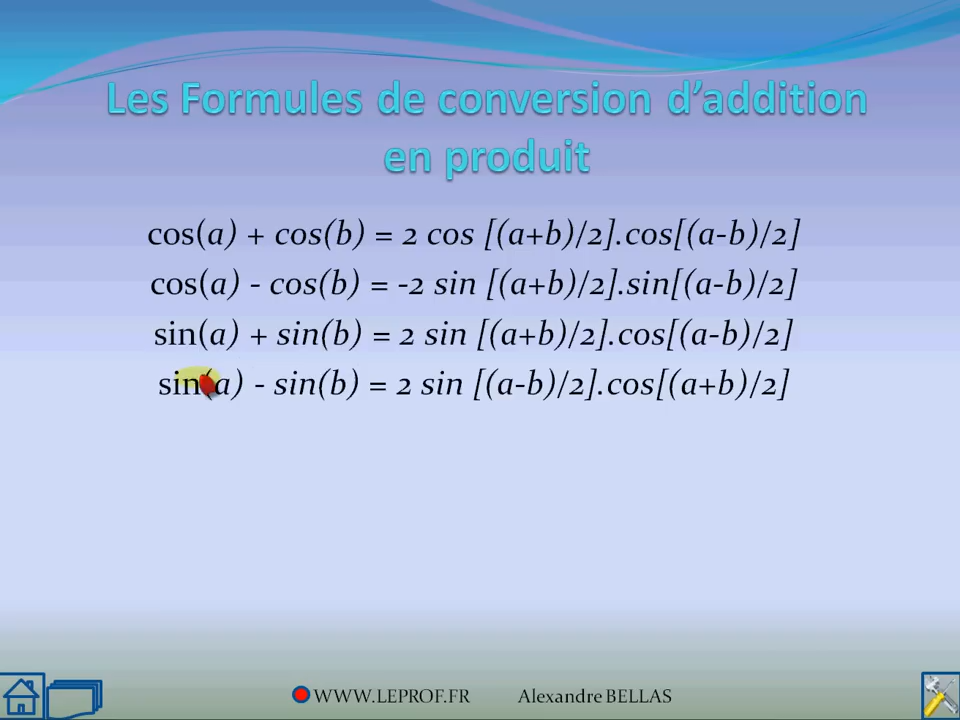 Les Formules de conversion d’addition
en produit
cos(a) + cos(b) = 2 cos [(a+b)/2].cos[(a-b)/2]
cos(a) - cos(b) = -2 sin [(a+b)/2].sin[(a-b)/2]
sin(a) + sin(b) = 2 sin [(a+b)/2].cos[(a-b)/2]
sin(a) - sin(b) = 2 sin [(a-b)/2].cos[(a+b)/2]
WWW.LEPROF.FR Alexandre BELLAS